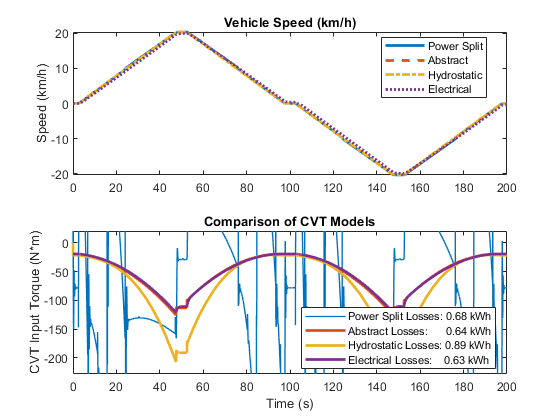 Vehicle Speed (km/h)
Speed (km/h)
20
10
0
-10
-20
0 20 40 60 80 100 120 140 160 180 200
Power Split
Abstract
Hydrostatic
Electrical
Comparison of CVT Models
CVT Input Torque (N*m)
0
-50
-100
-150
-200
0 20 40 60 80 100 120 140 160 180 200
Power Split Losses: 0.68 kWh
Abstract Losses: 0.64 kWh
Hydrostatic Losses: 0.89 kWh
Electrical Losses: 0.63 kWh
Time (s)